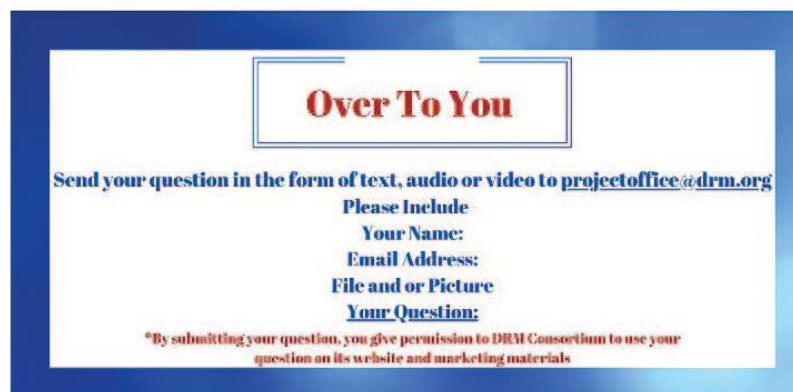 Over To You
Send your question in the form of text, audio or video to projectoffice@drm.org
Please Include -
Your Name:
Email Address:
File and or Picture
Your Question:
*By submitting your question, you give permission to DRM Consortium to use your
question on its website and marketing materials